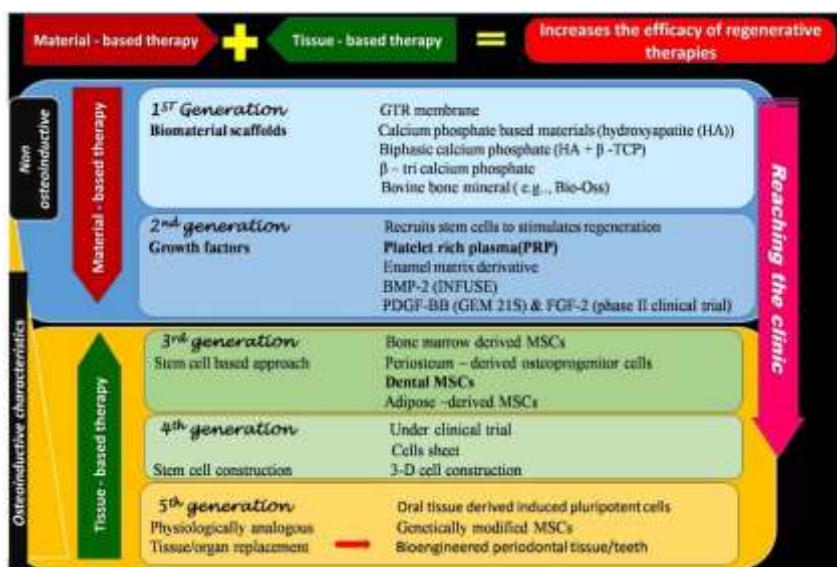 Material - based therapy
Tissue - based therapy
Increases the efficacy of regenerative
therapies
Non
osteoinductive
Osteoinductive characteristics
Material - based therapy
Tissue - based therapy
1ST Generation
Biomaterial scaffolds
GTR membrane
Calcium phosphate based materials (hydroxyapatite (HA))
Biphasic calcium phosphate (HA + β -TCP)
β – tri calcium phosphate
Bovine bone mineral ( e.g.., Bio-Oss)
2nd generation
Growth factors
Recruits stem cells to stimulates regeneration
Platelet rich plasma(PRP)
Enamel matrix derivative
BMP-2 (INFUSE)
PDGF-BB (GEM 21S) & FGF-2 (phase II clinical trial)
3rd generation
Stem cell based approach
Bone marrow derived MSCs
Periosteum – derived osteoprogenitor cells
Dental MSCs
Adipose –derived MSCs
4th generation
Stem cell construction
Under clinical trial
Cells sheet
3-D cell construction
5th generation
Physiologically analogous
Tissue/organ replacement
Oral tissue derived induced pluripotent cells
Genetically modified MSCs
Bioengineered periodontal tissue/teeth
Reaching the clinic